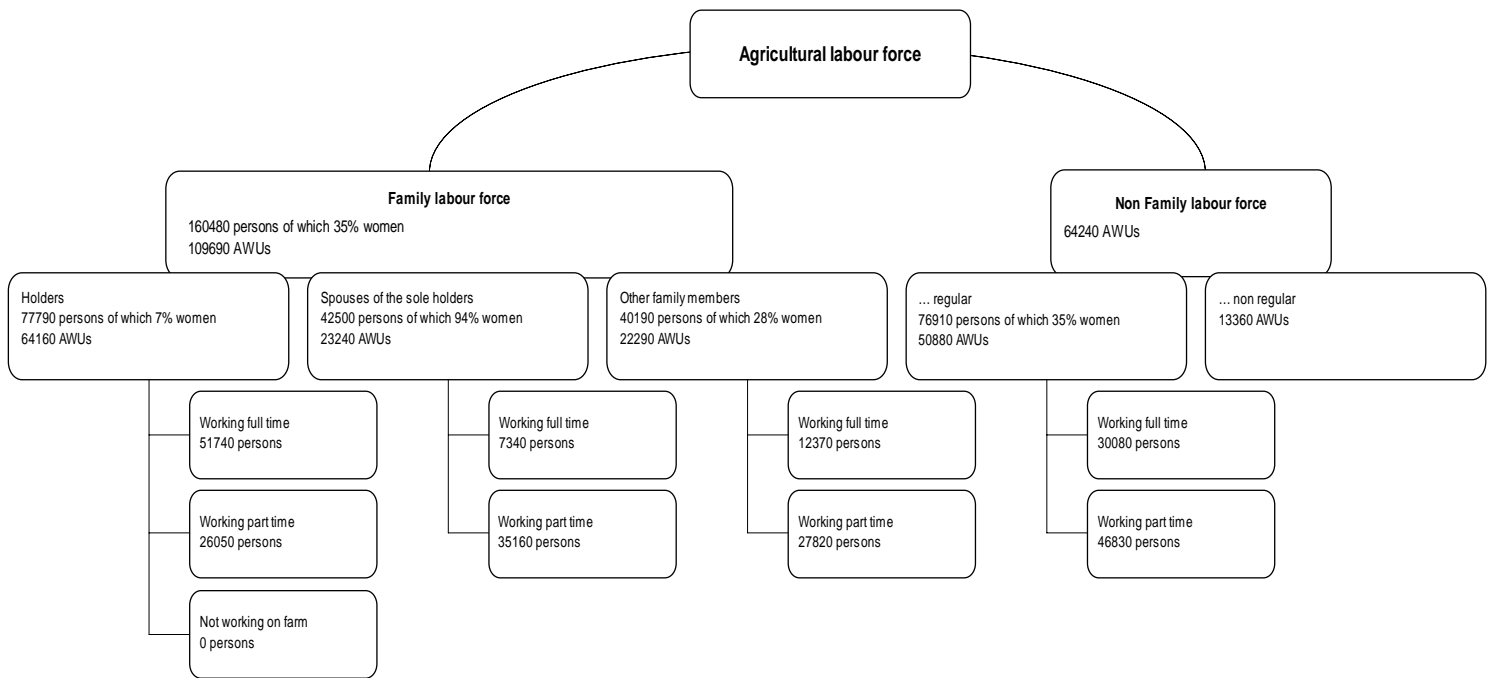 Agricultural labour force
Family labour force
160480 persons of which 35% women
109690 AWUs
Non Family labour force
64240 AWUs
Holders
77790 persons of which 7% women
64160 AWUs
Spouses of the sole holders
42500 persons of which 94% women
23240 AWUs
Other family members
40190 persons of which 28% women
22290 AWUs
... regular
76910 persons of which 35% women
50880 AWUs
... non regular
13360 AWUs
Working full time
51740 persons
Working full time
7340 persons
Working full time
12370 persons
Working full time
30080 persons
Working part time
26050 persons
Working part time
35160 persons
Working part time
27820 persons
Working part time
46830 persons
Not working on farm
0 persons